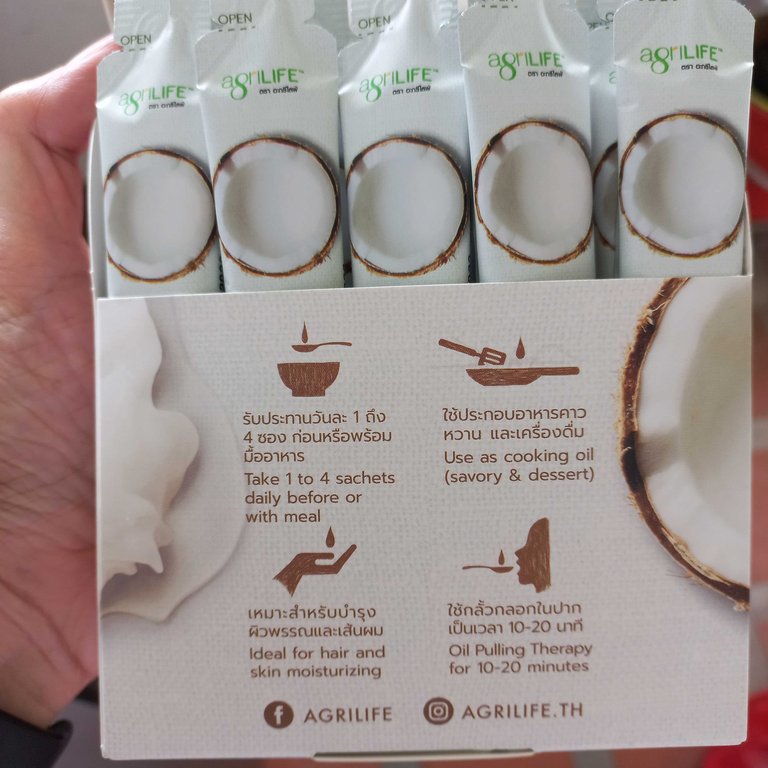 OPEN
OPEN
OPEN
agriLIFE™
ตรา อะกรีไลฟ์
agriLIFE™
ตรา อะกรีไลฟ์
agriLIFE™
ตรา อะกรีไลฟ์
agriLIFE™
ตรา อะกรีไลฟ์
agriLIFE™
ตรา อะกรีไลฟ์
รับประทานวันละ 1 ถึง
4 ซอง ก่อนหรือพร้อม
มื้ออาหาร
Take 1 to 4 sachets
daily before or
with meal
ใช้ประกอบอาหารคาว
หวาน และเครื่องดื่ม
Use as cooking oil
(savory & dessert)
เหมาะสำหรับบำรุง
ผิวพรรณและเส้นผม
Ideal for hair and
skin moisturizing
ใช้กลั้วกลอกในปาก
เป็นเวลา 10-20 นาที
Oil Pulling Therapy
for 10-20 minutes
AGRILIFE
AGRILIFE.TH